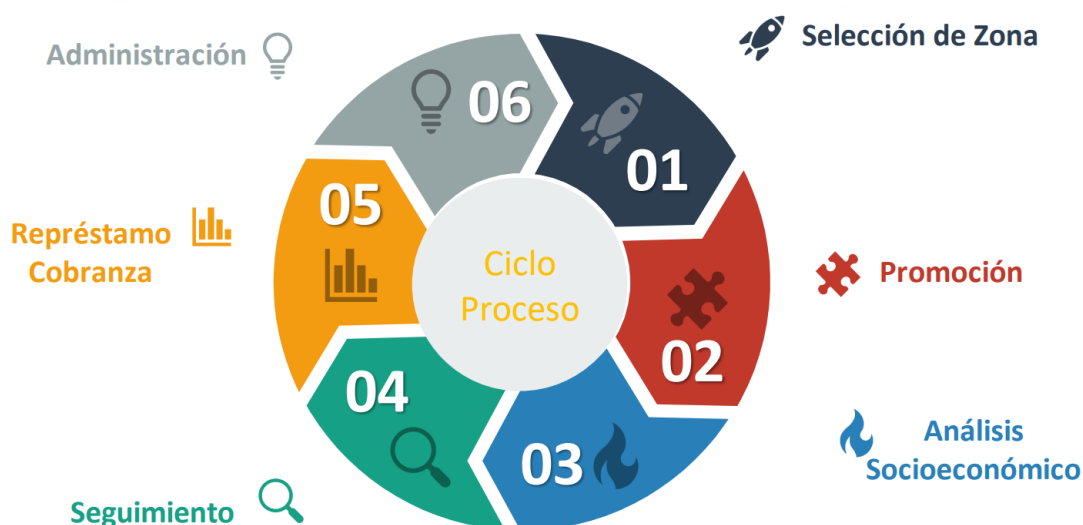 Administración
Selección de Zona
06
01
05
Représtamo
Cobranza
Ciclo
Proceso
Promoción
02
04
03
Análisis
Socioeconómico
Seguimiento